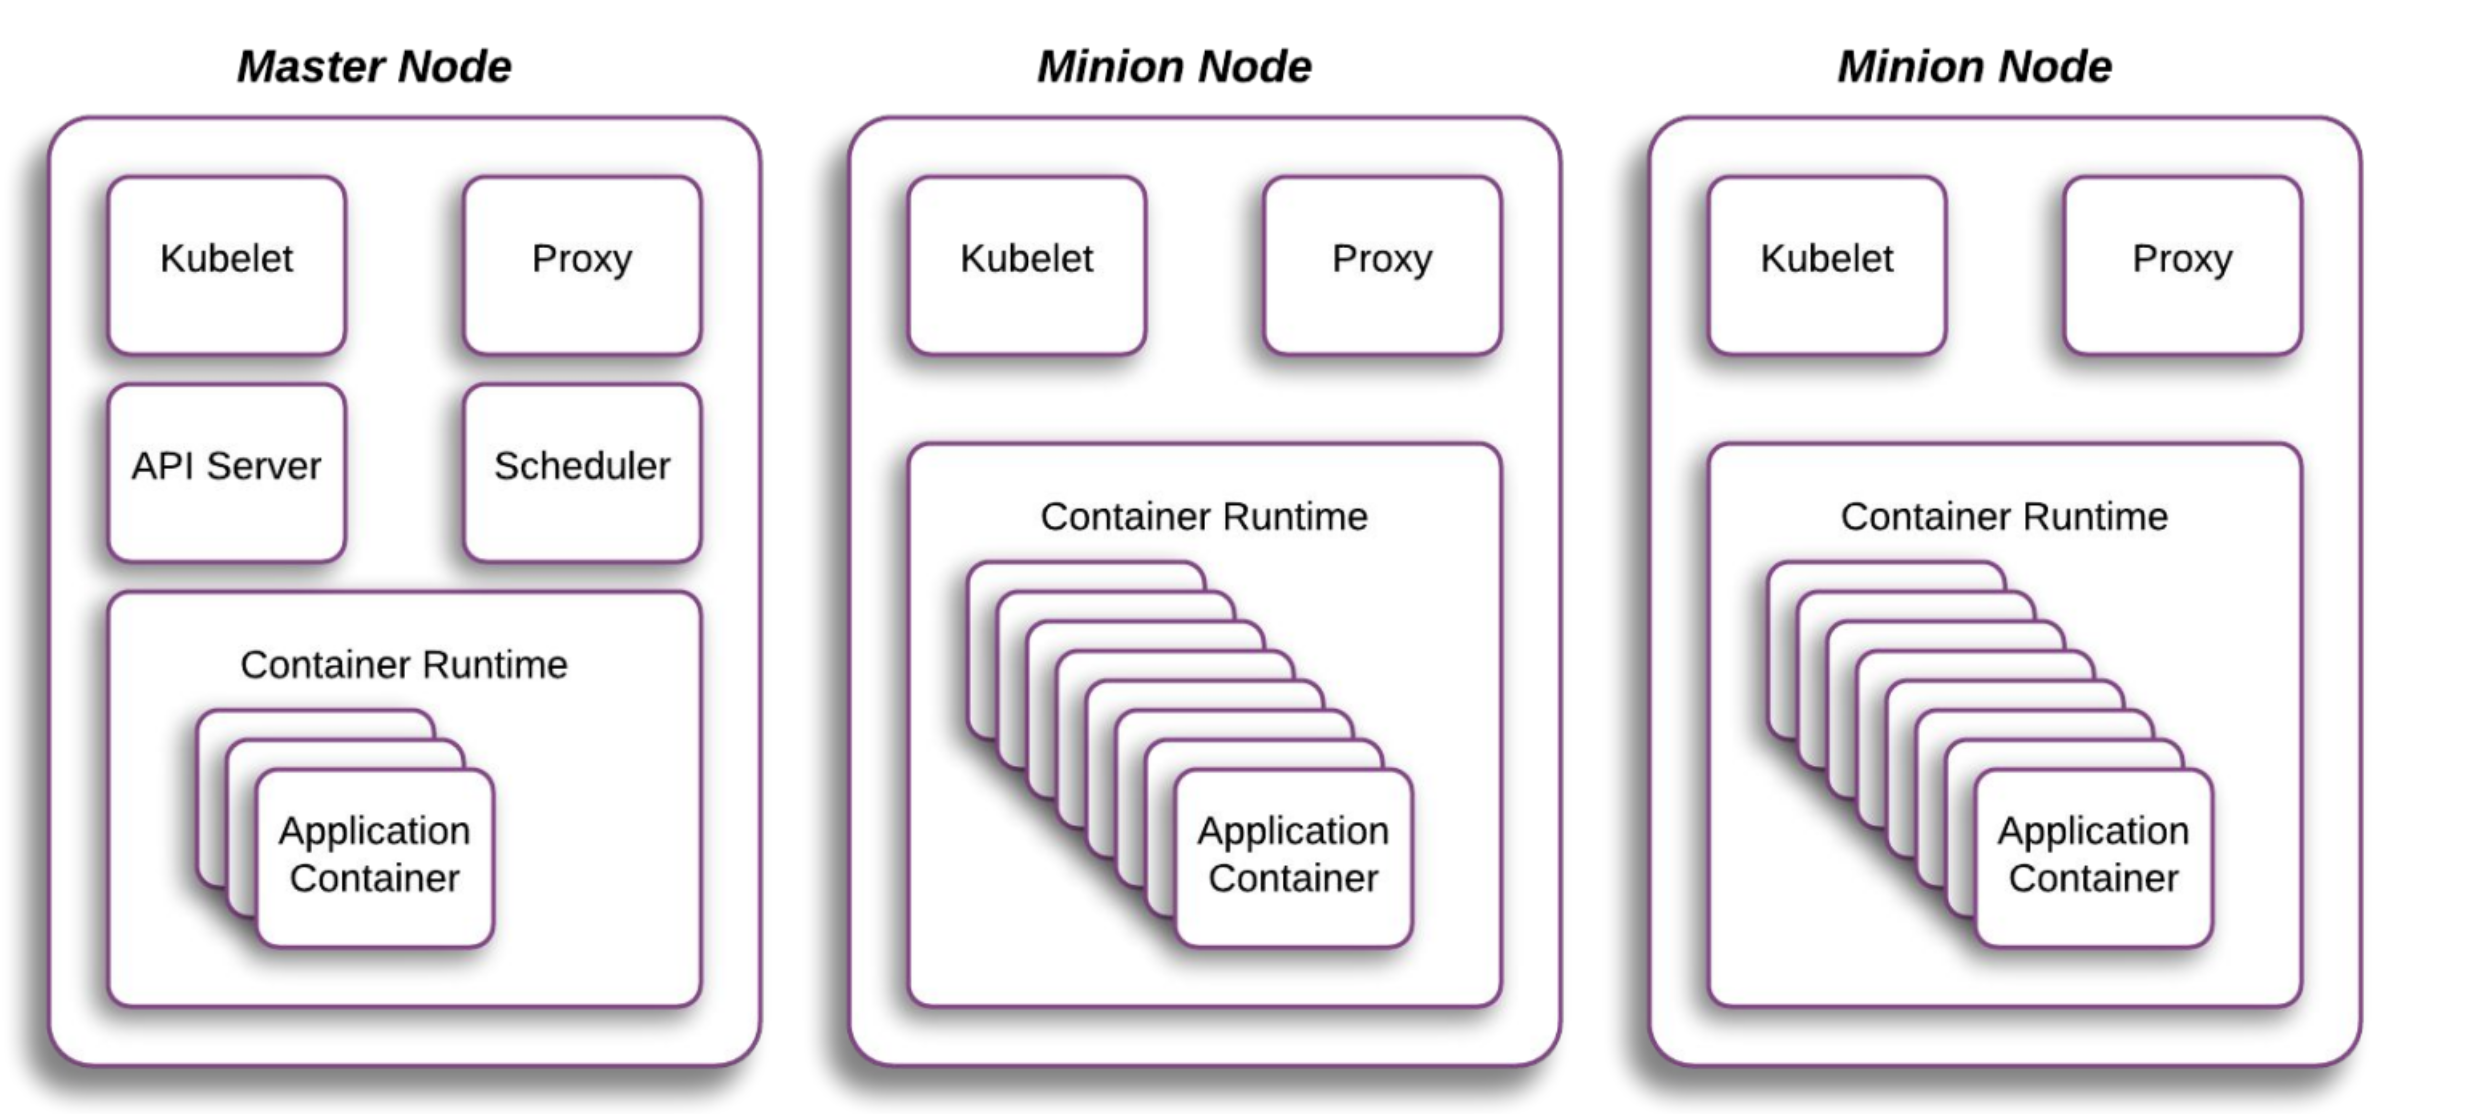 Master Node
Kubelet
Proxy
API Server
Scheduler
Container Runtime
Application
Container
Minion Node
Kubelet
Proxy
Container Runtime
Application
Container
Minion Node
Kubelet
Proxy
Container Runtime
Application
Container